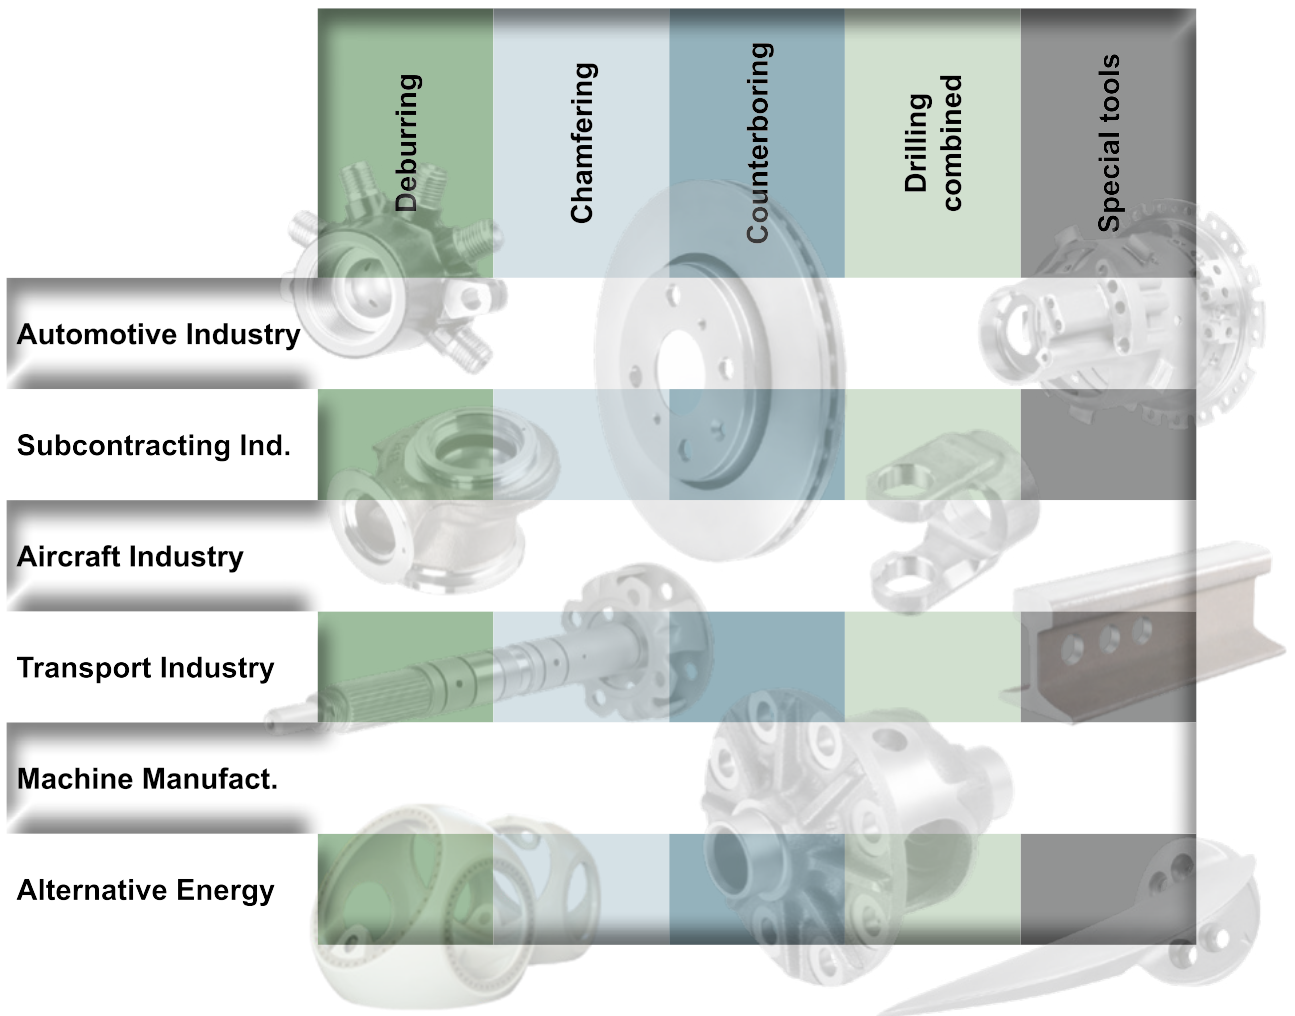 Deburring
Chamfering
Counterboring
Drilling
combined
Special tools
Automotive Industry
Subcontracting Ind.
Aircraft Industry
Transport Industry
Machine Manufact.
Alternative Energy